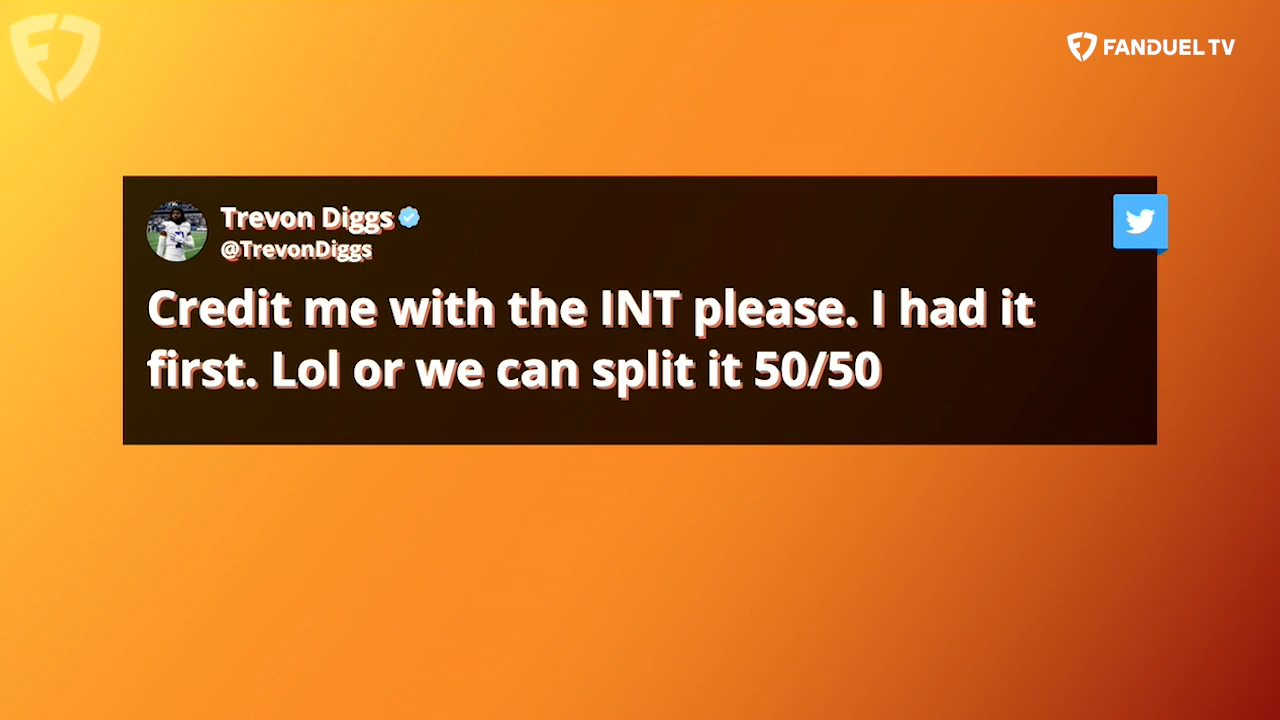 FANDUEL TV
Trevon Diggs
@TrevonDiggs
Credit me with the INT please. I had it
first. Lol or we can split it 50/50